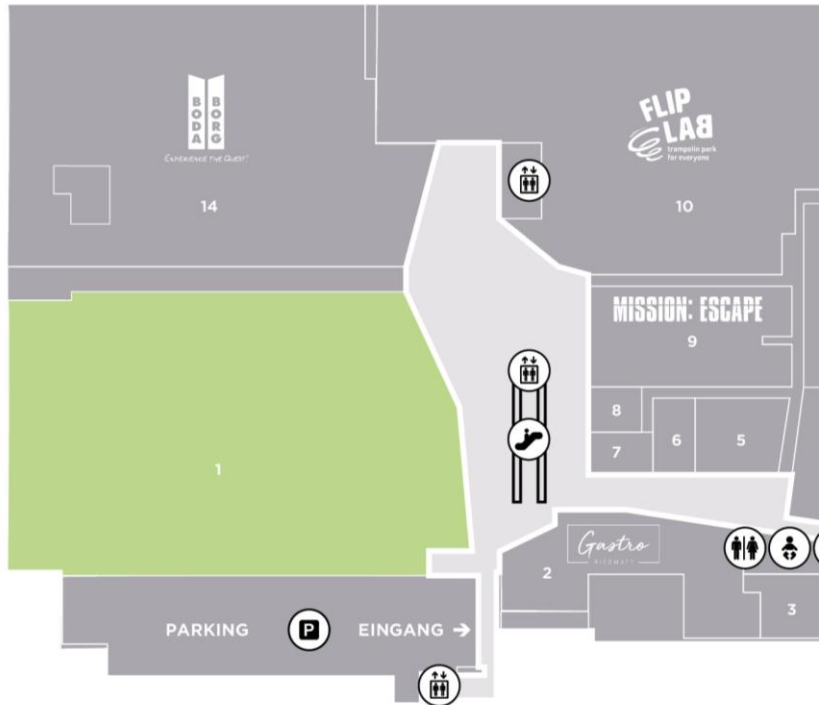 BODA BORG
EXPERIENCE THE QUEST!
14
FLIP
LAB
trampolin park
for everyone
10
MISSION: ESCAPE
9
8
7
6
5
1
Gastro
RIEDMATT
2
3
PARKING
P
EINGANG →